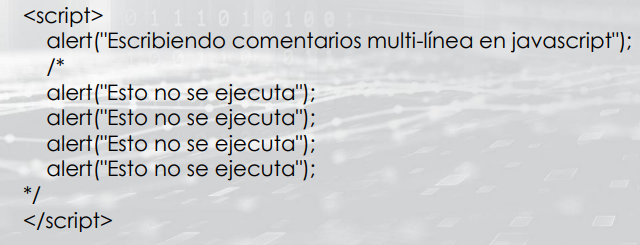 <script>
alert("Escribiendo comentarios multi-línea en javascript");
/*
alert("Esto no se ejecuta");
alert("Esto no se ejecuta");
alert("Esto no se ejecuta");
alert("Esto no se ejecuta");
*/
</script>